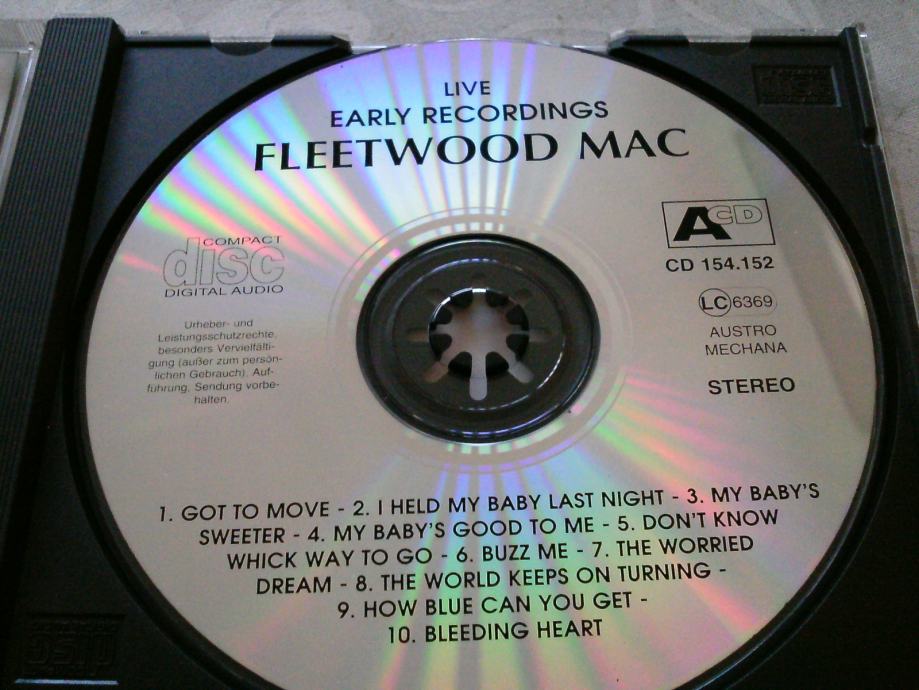 LIVE
EARLY RECORDINGS
FLEETWOOD MAC
COMPACT
disc
DIGITAL AUDIO
ACD
CD 154.152
LC 6369
AUSTRO
MECHANA
STEREO
Urheber- und
Leistungsschutzrechte,
besonders Vervielfälti-
gung (außer zum persön-
lichen Gebrauch), Auf-
führung, Sendung vorbe-
halten.
1. GOT TO MOVE - 2. I HELD MY BABY LAST NIGHT - 3. MY BABY'S
SWEETER - 4. MY BABY'S GOOD TO ME - 5. DON'T KNOW
WHICK WAY TO GO - 6. BUZZ ME - 7. THE WORRIED
DREAM - 8. THE WORLD KEEPS ON TURNING -
9. HOW BLUE CAN YOU GET -
10. BLEEDING HEART